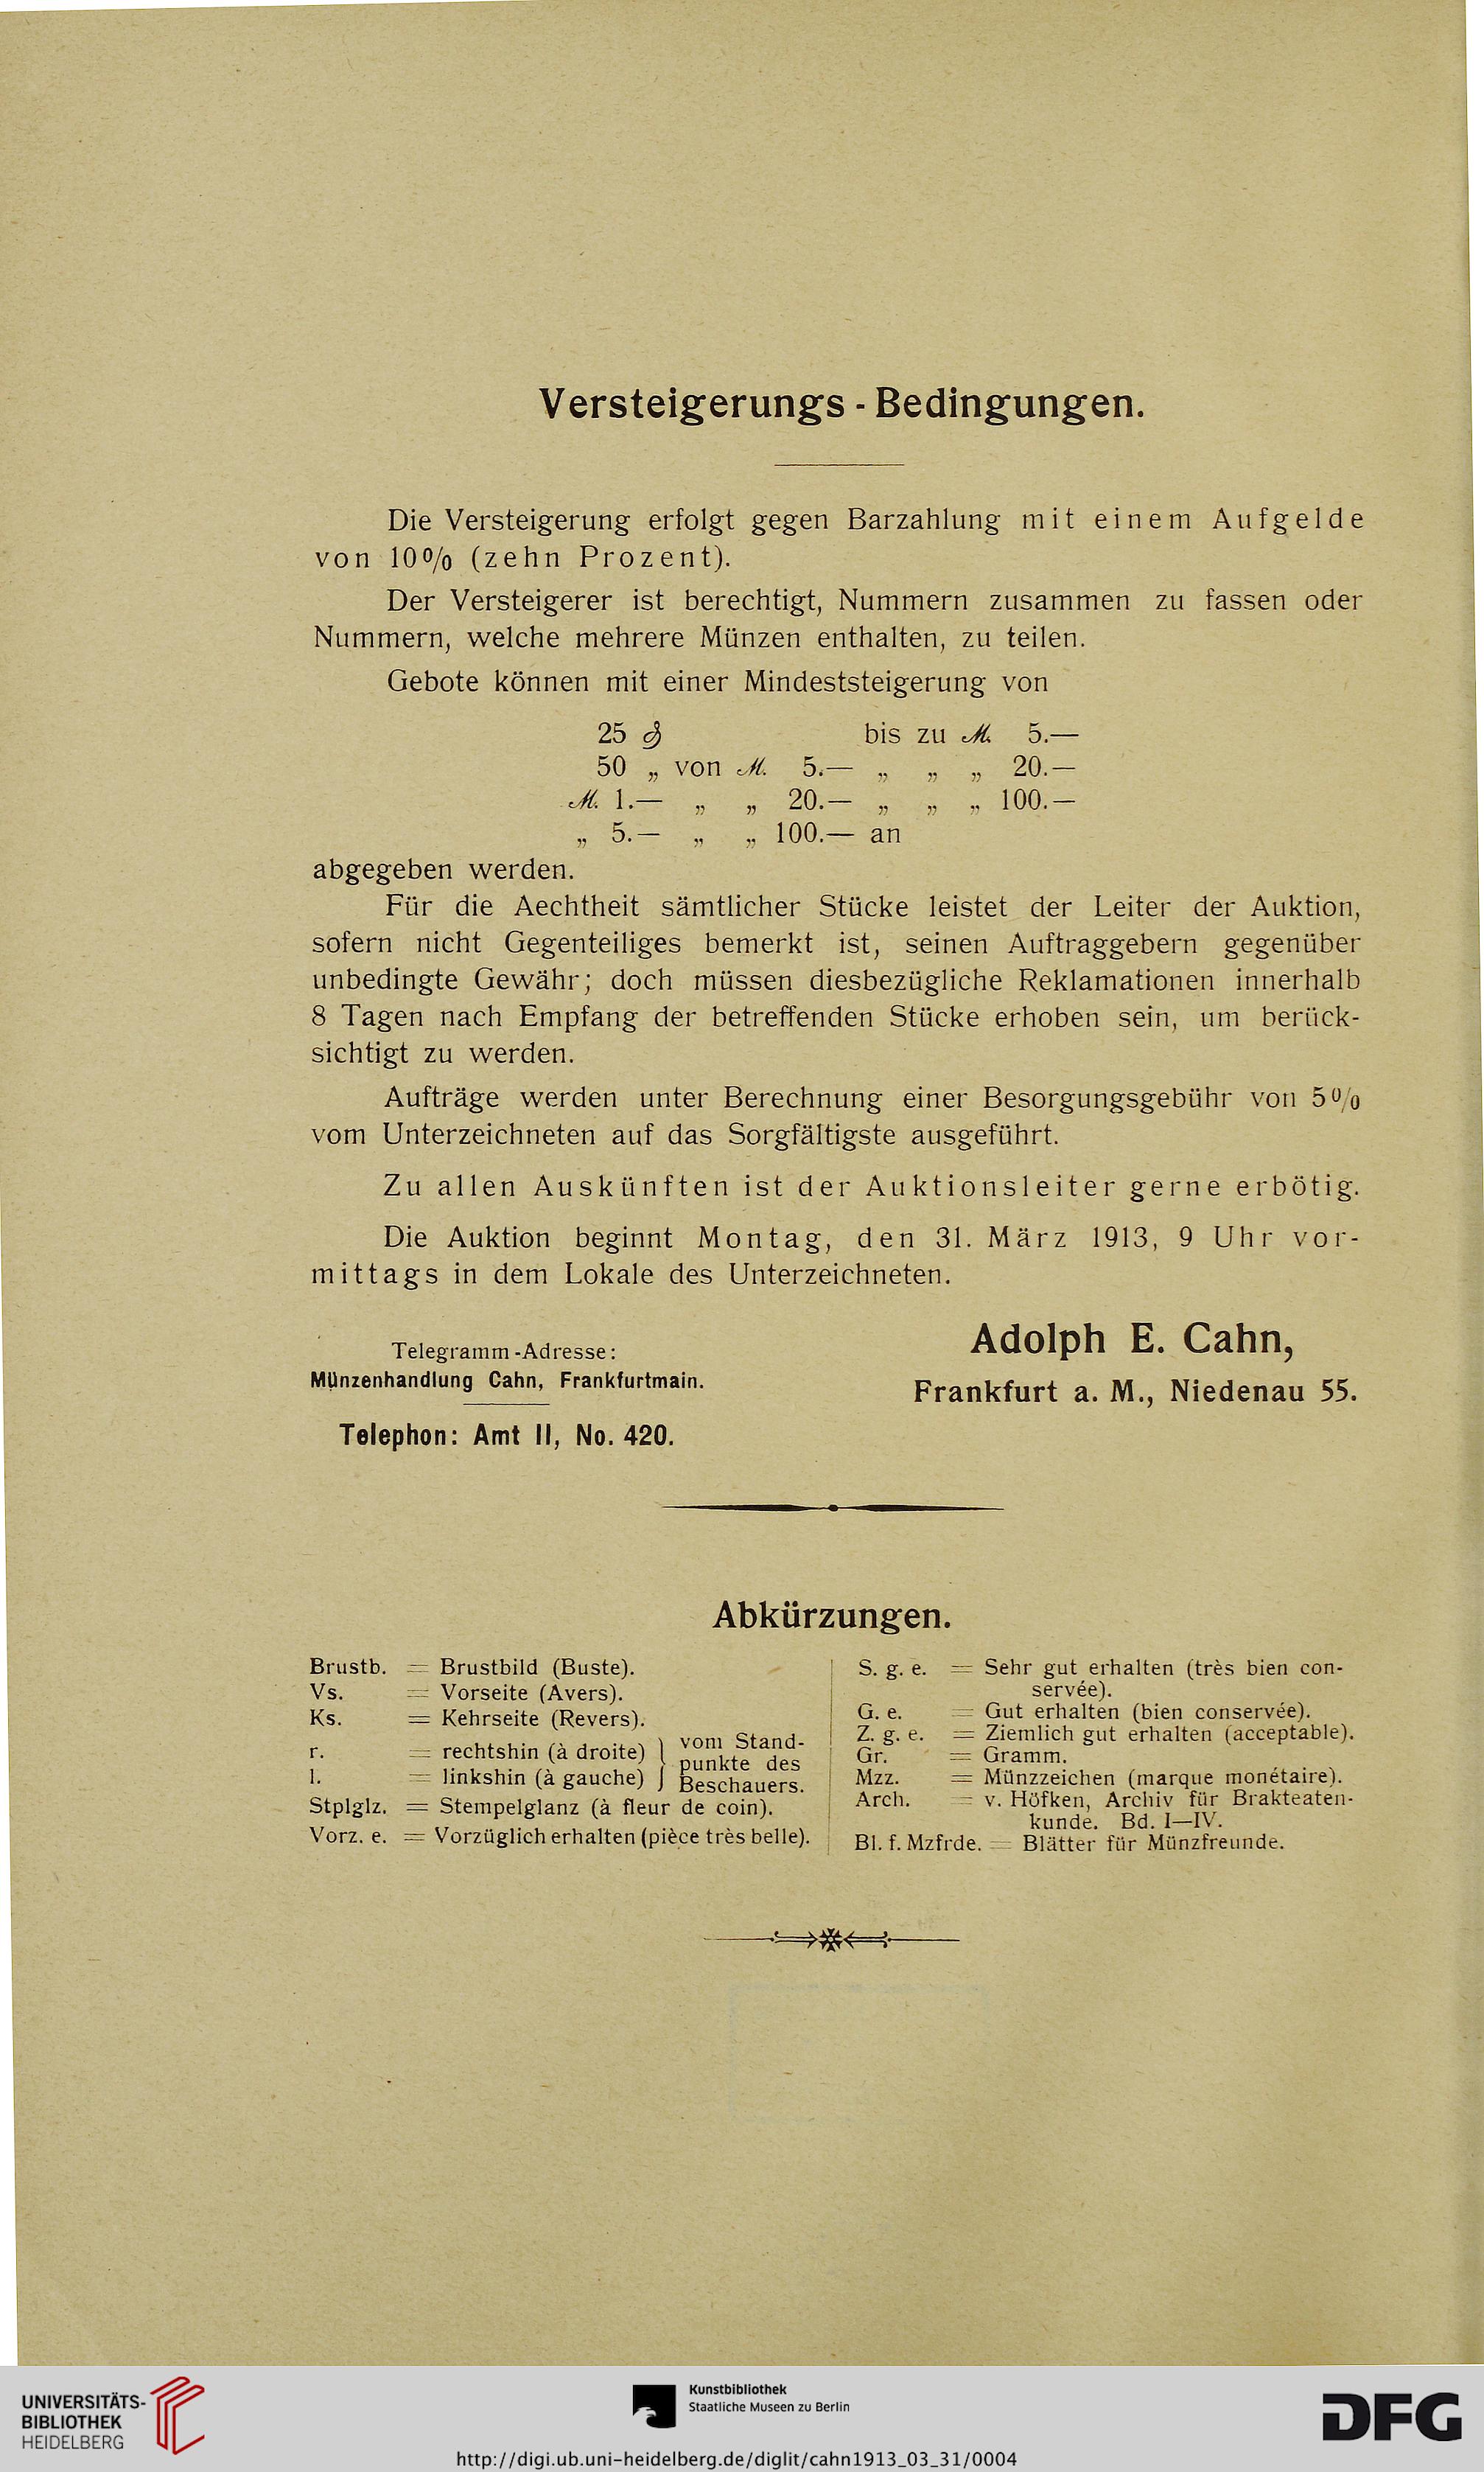 Versteigerungs - Bedingungen.
Die Versteigerung erfolgt gegen Barzahlung mit einem Aufgelde
von 10% (zehn Prozent).
Der Versteigerer ist berechtigt, Nummern zusammen zu fassen oder
Nummern, welche mehrere Münzen enthalten, zu teilen.
Gebote können mit einer Mindeststeigerung von
25 ₰ bis zu ℳ 5.—
50 „ von ℳ. 5.— „ „ „ 20.—
ℳ. 1.— „ „ 20.— „ „ „ 100.—
„ 5.— „ „ 100.— an
abgegeben werden.
Für die Aechtheit sämtlicher Stücke leistet der Leiter der Auktion,
sofern nicht Gegenteiliges bemerkt ist, seinen Auftraggebern gegenüber
unbedingte Gewähr; doch müssen diesbezügliche Reklamationen innerhalb
8 Tagen nach Empfang der betreffenden Stücke erhoben sein, um berück-
sichtigt zu werden.
Aufträge werden unter Berechnung einer Besorgungsgebühr von 5%
vom Unterzeichneten auf das Sorgfältigste ausgeführt.
Zu allen Auskünften ist der Auktionsleiter gerne erbötig.
Die Auktion beginnt Montag, den 31. März 1913, 9 Uhr vor-
mittags in dem Lokale des Unterzeichneten.
Telegramm-Adresse:
Münzenhandlung Cahn, Frankfurtmain.
Telephon: Amt II, No. 420.
Adolph E. Cahn,
Frankfurt a. M., Niedenau 55.
Abkürzungen.
Brustb. = Brustbild (Buste).
Vs. = Vorseite (Avers).
Ks. = Kehrseite (Revers).
r. = rechtshin (à droite)
l. = linkshin (à gauche)
vom Stand-
punkte des
Beschauers.
Stplglz. = Stempelglanz (à fleur de coin).
Vorz. e. = Vorzüglich erhalten (pièce très belle).
S. g. e. = Sehr gut erhalten (très bien con-
servée).
G. e. = Gut erhalten (bien conservée).
Z. g. e. = Ziemlich gut erhalten (acceptable).
Gr. = Gramm.
Mzz. = Münzzeichen (marque monétaire).
Arch. = v. Höfken, Archiv für Brakteaten-
kunde. Bd. I—IV.
Bl. f. Mzfrde. = Blätter für Münzfreunde.
UNIVERSITÄTS-
BIBLIOTHEK
HEIDELBERG
Kunstbibliothek
Staatliche Museen zu Berlin
DFG
http://digi.ub.uni-heidelberg.de/diglit/cahn1913_03_31/0004